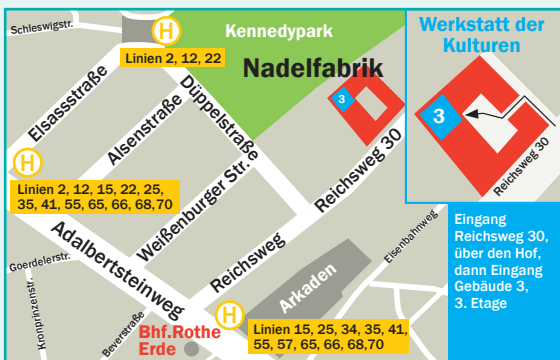 Schleswigstr.
H
Kennedypark
Linien 2, 12, 22
Nadelfabrik
3
Elsassstraße
Alsenstraße
Düppelstraße
H
Linien 2, 12, 15, 22, 25,
35, 41, 55, 65, 66, 68,70
Weißenburger Str.
Reichsweg 30
Adalbertsteinweg
Reichsweg
Goerdelerstr.
Konprinzenstr.
Beverstraße
Arkaden
Eisenbahnweg
H
Bhf.Rothe
Erde
Linien 15, 25, 34, 35, 41,
55, 57, 65, 66, 68,70
Werkstatt der
Kulturen
3
Reichsweg 30
Eingang
Reichsweg 30,
über den Hof,
dann Eingang
Gebäude 3,
3. Etage